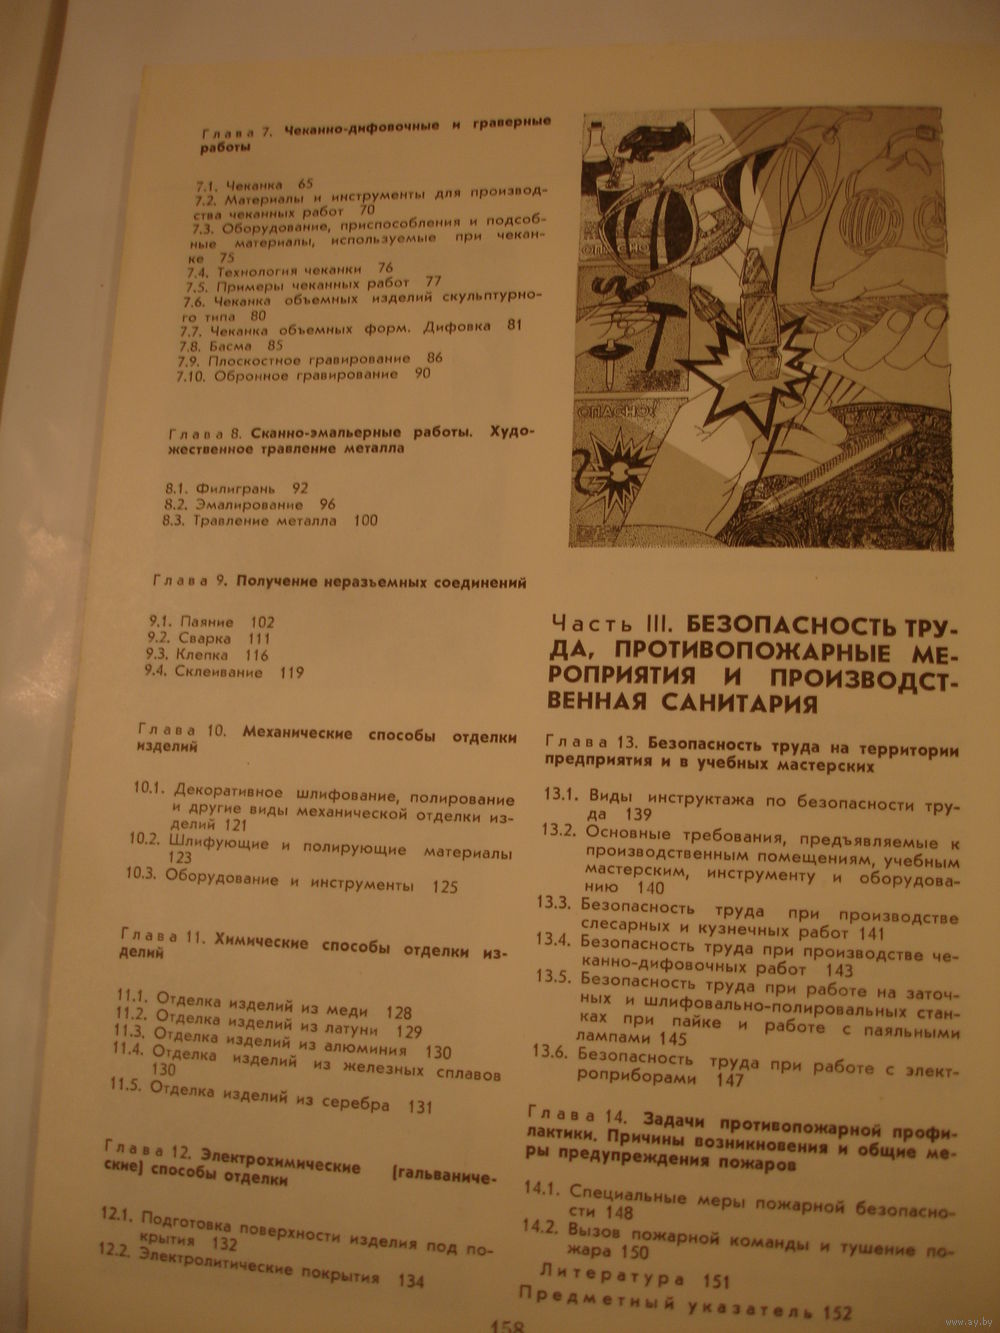 Глава 7. Чеканно-дифовочные и граверные
работы
7.1. Чеканка 65
7.2. Материалы и инструменты для производ-
ства чеканных работ 70
7.3. Оборудование, приспособления и подсоб-
ные материалы, используемые при чекан-
ке 75
7.4. Технология чеканки 76
7.5. Примеры чеканных работ 77
7.6. Чеканка объемных изделий скульптурно-
го типа 80
7.7. Чеканка объемных форм. Дифовка 81
7.8. Басма 85
7.9. Плоскостное гравирование 86
7.10. Обронное гравирование 90
Глава 8. Сканно-эмальерные работы. Худо-
жественное травление металла
8.1. Филигрань 92
8.2. Эмалирование 96
8.3. Травление металла 100
Глава 9. Получение неразъемных соединений
9.1. Паяние 102
9.2. Сварка 111
9.3. Клепка 116
9.4. Склеивание 119
Глава 10. Механические способы отделки
изделий
10.1. Декоративное шлифование, полирование
и другие виды механической отделки из-
делий 121
10.2. Шлифующие и полирующие материалы
123
10.3. Оборудование и инструменты 125
Глава 11. Химические способы отделки из-
делий
11.1. Отделка изделий из меди 128
11.2. Отделка изделий из латуни 129
11.3. Отделка изделий из алюминия 130
11.4. Отделка изделий из железных сплавов
130
11.5. Отделка изделий из серебра 131
Глава 12. Электрохимические (гальваниче-
ские) способы отделки
12.1. Подготовка поверхности изделия под по-
крытия 132
12.2. Электролитические покрытия 134
ОПАСНО
ОПАСНО!
Часть III. БЕЗОПАСНОСТЬ ТРУ-
ДА, ПРОТИВОПОЖАРНЫЕ МЕ-
РОПРИЯТИЯ И ПРОИЗВОДСТ-
ВЕННАЯ САНИТАРИЯ
Глава 13. Безопасность труда на территории
предприятия и в учебных мастерских
13.1. Виды инструктажа по безопасности тру-
да 139
13.2. Основные требования, предъявляемые к
производственным помещениям, учебным
мастерским, инструменту и оборудова-
нию 140
13.3. Безопасность труда при производстве
слесарных и кузнечных работ 141
13.4. Безопасность труда при производстве че-
канно-дифовочных работ 143
13.5. Безопасность труда при работе на заточ-
ных и шлифовально-полировальных стан-
ках при пайке и работе с паяльными
лампами 145
13.6. Безопасность труда при работе с элект-
роприборами 147
Глава 14. Задачи противопожарной профи-
лактики. Причины возникновения и общие ме-
ры предупреждения пожаров
14.1. Специальные меры пожарной безопасно-
сти 148
14.2. Вызов пожарной команды и тушение по-
жара 150
Литература 151
Предметный указатель 152
158
www.ay.by